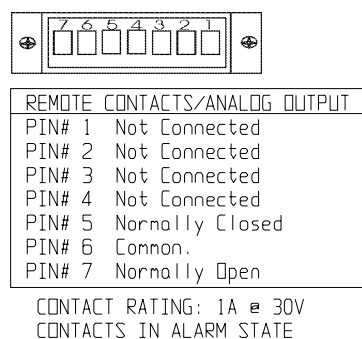 7 6 5 4 3 2 1
REMOTE CONTACTS/ANALOG OUTPUT
PIN# 1 Not Connected
PIN# 2 Not Connected
PIN# 3 Not Connected
PIN# 4 Not Connected
PIN# 5 Normally Closed
PIN# 6 Common.
PIN# 7 Normally Open
CONTACT RATING: 1A @ 30V
CONTACTS IN ALARM STATE